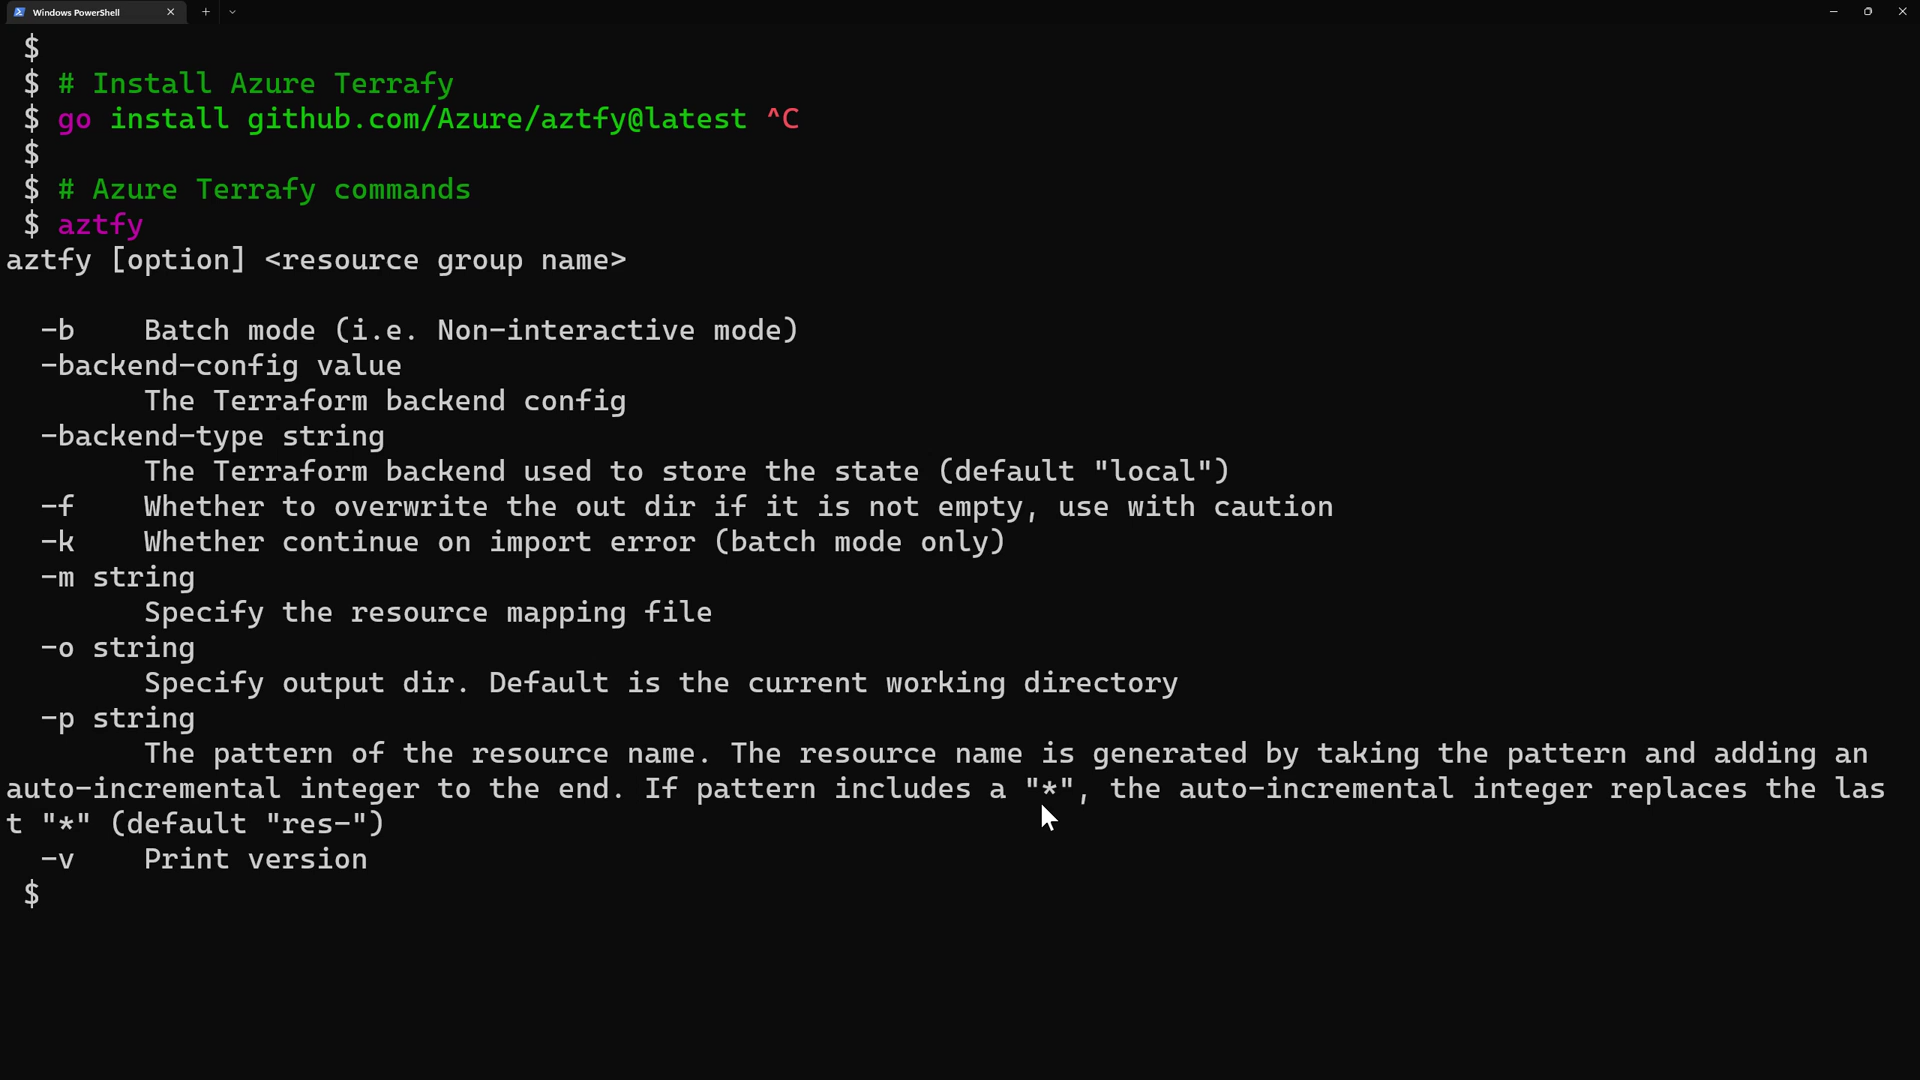 Windows PowerShell
$
$ # Install Azure Terrafy
$ go install github.com/Azure/aztfy@latest ^C
$
$ # Azure Terrafy commands
$ aztfy
aztfy [option] <resource group name>
-b    Batch mode (i.e. Non-interactive mode)
-backend-config value
The Terraform backend config
-backend-type string
The Terraform backend used to store the state (default "local")
-f    Whether to overwrite the out dir if it is not empty, use with caution
-k    Whether continue on import error (batch mode only)
-m string
Specify the resource mapping file
-o string
Specify output dir. Default is the current working directory
-p string
The pattern of the resource name. The resource name is generated by taking the pattern and adding an
auto-incremental integer to the end. If pattern includes a "*", the auto-incremental integer replaces the las
t "*" (default "res-")
-v    Print version
$